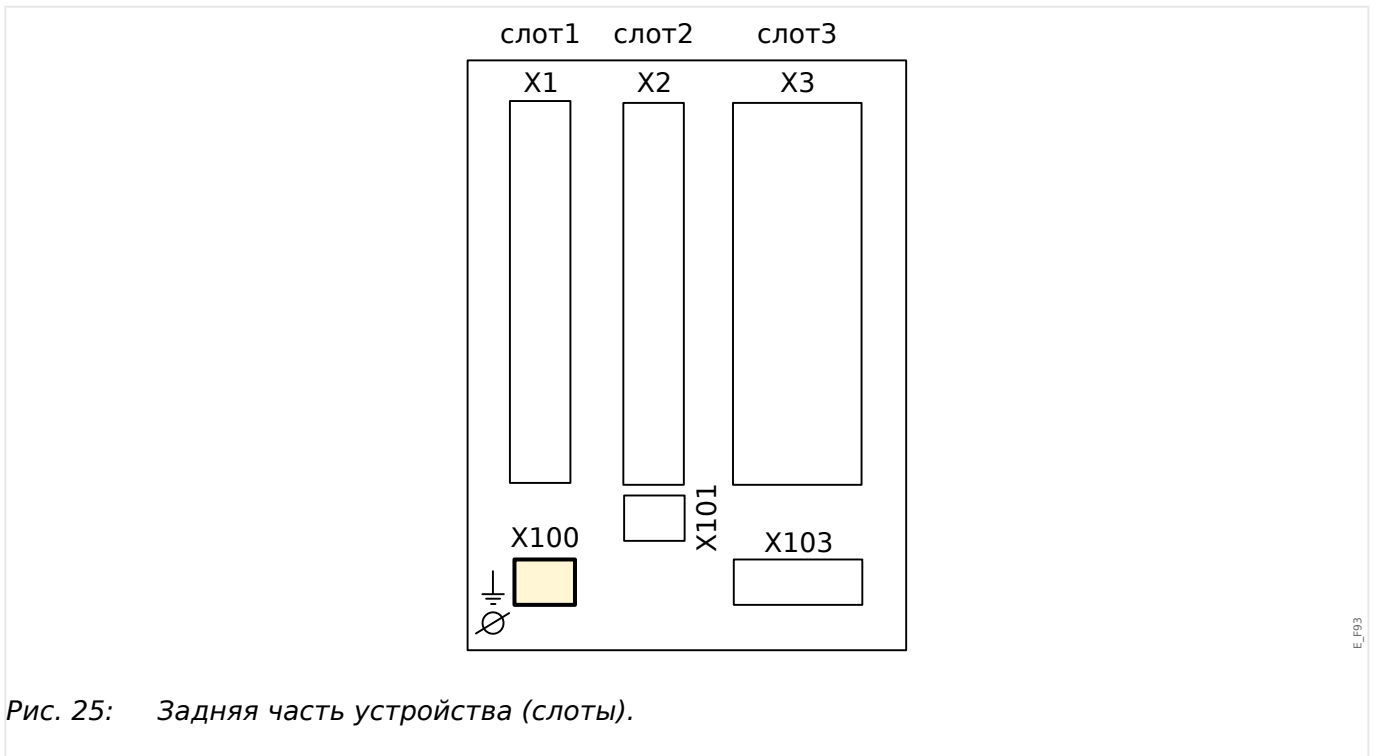 слот1 слот2 слот3
X1 X2 X3
X101
X100
X103
E_F93
Рис. 25: Задняя часть устройства (слоты).